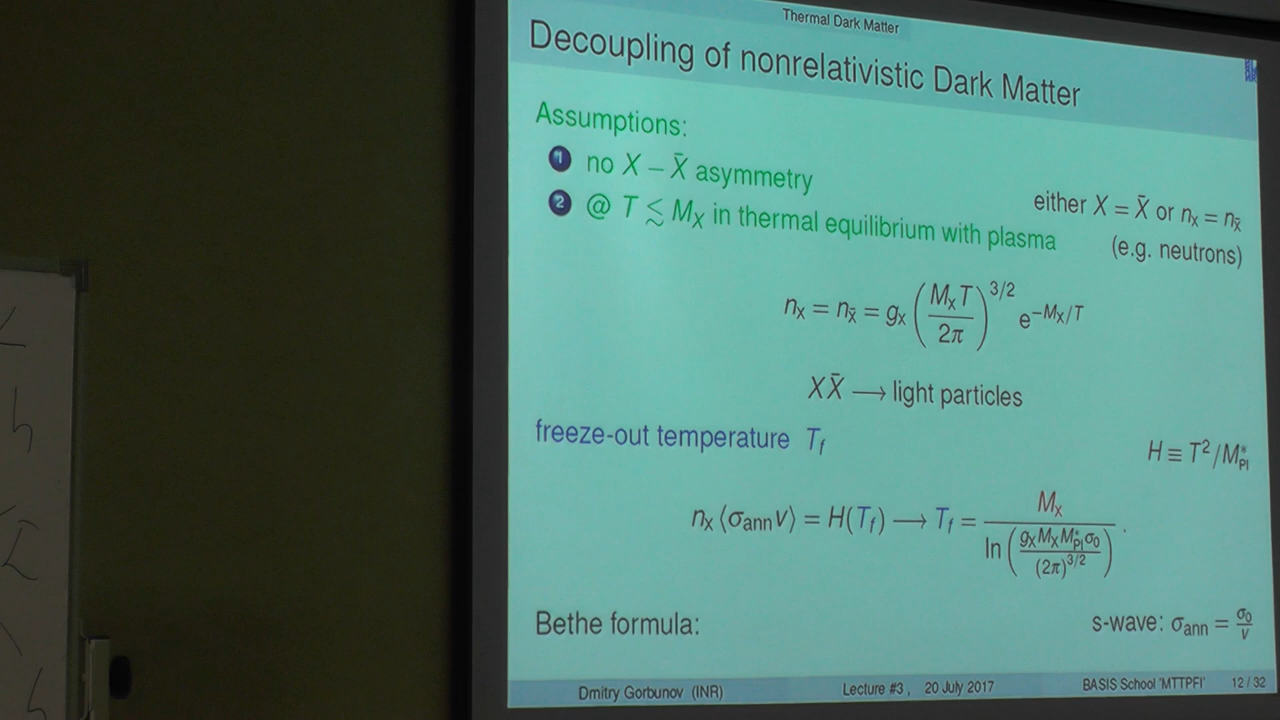 Thermal Dark Matter
Decoupling of nonrelativistic Dark Matter
Assumptions:
1 no X – X̄ asymmetry
either X = X̄ or nₓ = n_X̄
2 @ T ≲ M_X in thermal equilibrium with plasma
(e.g. neutrons)
n_X = n_X̄ = g_X (M_X T / 2π)^{3/2} e^{−M_X/T}
XX̄ ⟶ light particles
freeze-out temperature T_f
H ≡ T²/M*_Pl
n_X ⟨σ_ann v⟩ = H(T_f) ⟶ T_f = M_X / ln(g_X M_X M*_Pl σ₀ / (2π)^{3/2}) .
Bethe formula:
s-wave: σ_ann = σ₀/v
Dmitry Gorbunov (INR)
Lecture #3 , 20 July 2017
BASIS School 'MTTPFI'
12 / 32